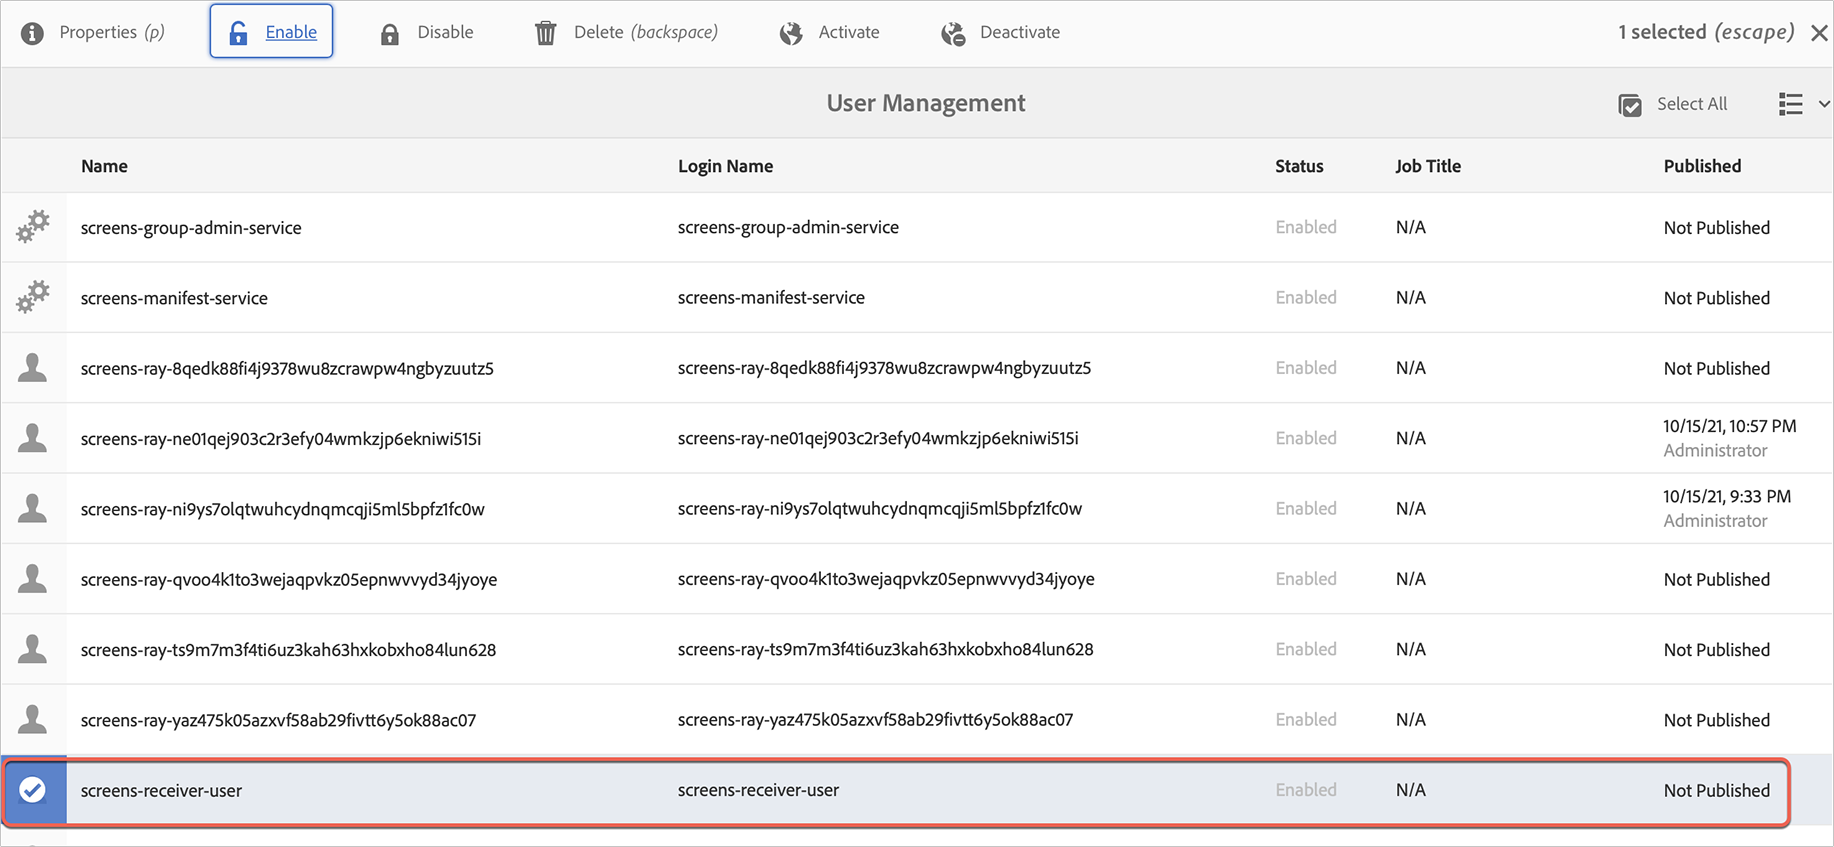 Properties (p) Enable Disable Delete (backspace) Activate Deactivate 1 selected (escape)
User Management Select All
Name Login Name Status Job Title Published
screens-group-admin-service screens-group-admin-service Enabled N/A Not Published
screens-manifest-service screens-manifest-service Enabled N/A Not Published
screens-ray-8qedk88fi4j9378wu8zcrawpw4ngbyzuutz5 screens-ray-8qedk88fi4j9378wu8zcrawpw4ngbyzuutz5 Enabled N/A Not Published
screens-ray-ne01qej903c2r3efy04wmkzjp6ekniwi515i screens-ray-ne01qej903c2r3efy04wmkzjp6ekniwi515i Enabled N/A 10/15/21, 10:57 PM
Administrator
screens-ray-ni9ys7olqtwuhcydnqmcqji5ml5bpfz1fc0w screens-ray-ni9ys7olqtwuhcydnqmcqji5ml5bpfz1fc0w Enabled N/A 10/15/21, 9:33 PM
Administrator
screens-ray-qvoo4k1to3wejaqpvkz05epnwvvyd34jyoye screens-ray-qvoo4k1to3wejaqpvkz05epnwvvyd34jyoye Enabled N/A Not Published
screens-ray-ts9m7m3f4ti6uz3kah63hxkobxho84lun628 screens-ray-ts9m7m3f4ti6uz3kah63hxkobxho84lun628 Enabled N/A Not Published
screens-ray-yaz475k05azxvf58ab29fivtt6y5ok88ac07 screens-ray-yaz475k05azxvf58ab29fivtt6y5ok88ac07 Enabled N/A Not Published
screens-receiver-user screens-receiver-user Enabled N/A Not Published